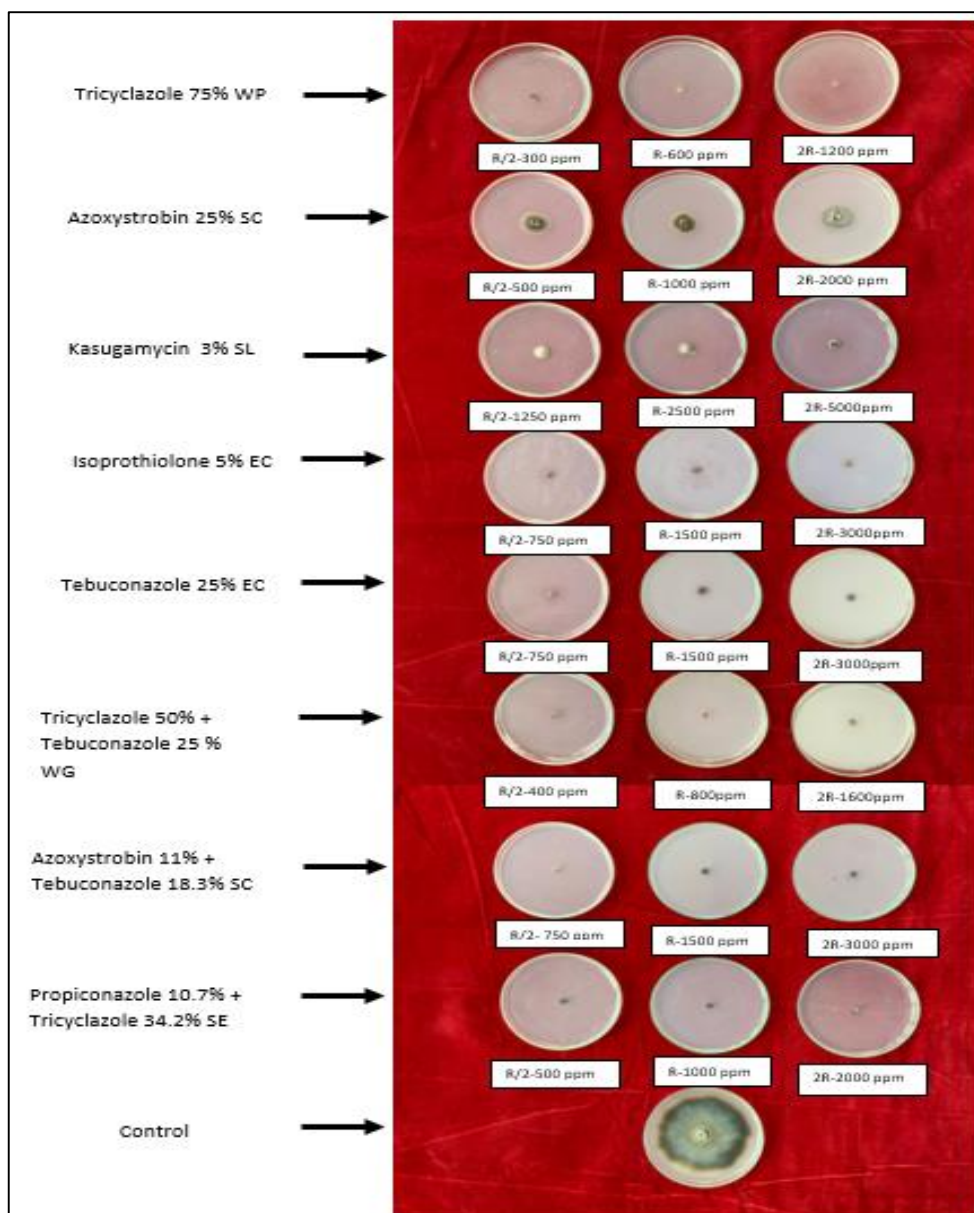 Tricyclazole 75% WP
R/2-300 ppm
R-600 ppm
2R-1200 ppm
Azoxystrobin 25% SC
R/2-500 ppm
R-1000 ppm
2R-2000 ppm
Kasugamycin 3% SL
R/2-1250 ppm
R-2500 ppm
2R-5000ppm
Isoprothiolone 5% EC
R/2-750 ppm
R-1500 ppm
2R-3000ppm
Tebuconazole 25% EC
R/2-750 ppm
R-1500 ppm
2R-3000ppm
Tricyclazole 50% +
Tebuconazole 25 %
WG
R/2-400 ppm
R-800ppm
2R-1600ppm
Azoxystrobin 11% +
Tebuconazole 18.3% SC
R/2- 750 ppm
R-1500 ppm
2R-3000 ppm
Propiconazole 10.7% +
Tricyclazole 34.2% SE
R/2-500 ppm
R-1000 ppm
2R-2000 ppm
Control